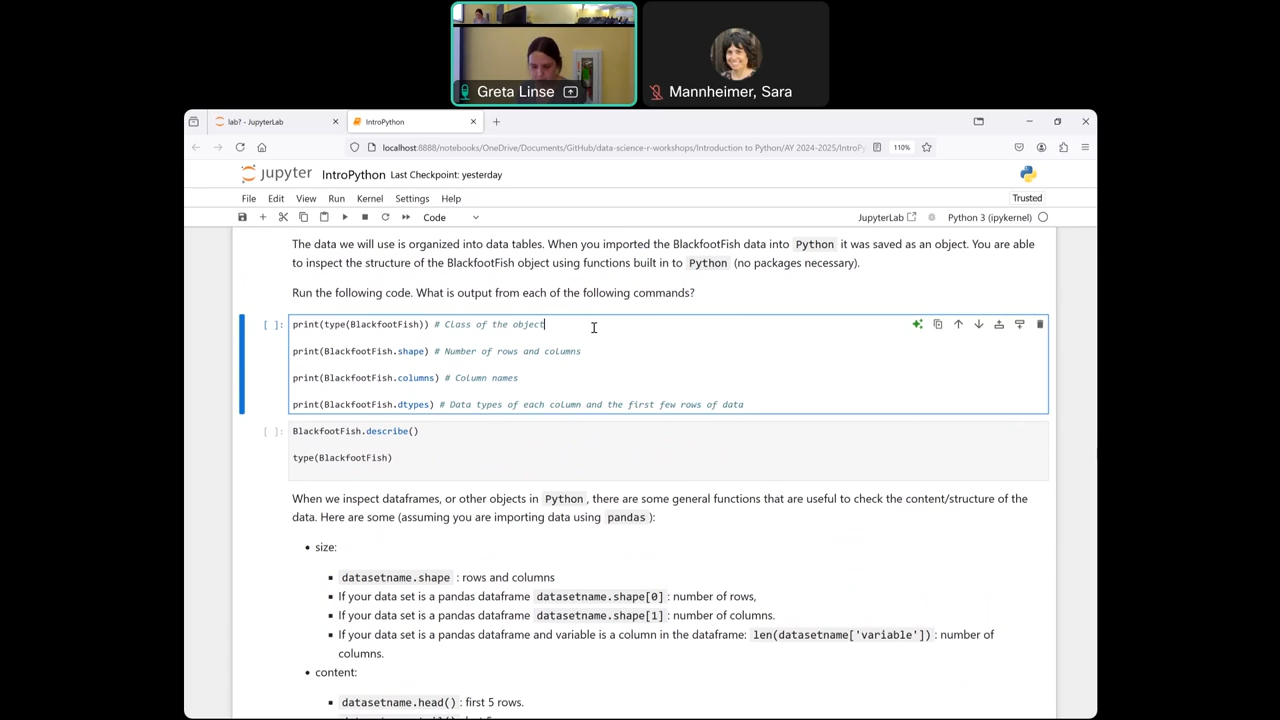 Greta Linse
Mannheimer, Sara
lab? - JupyterLab
IntroPython
localhost:8888/notebooks/OneDrive/Documents/GitHub/data-science-r-workshops/Introduction to Python/AY 2024-2025/IntroPy
110%
jupyter IntroPython Last Checkpoint: yesterday
File Edit View Run Kernel Settings Help
Trusted
Code
JupyterLab
Python 3 (ipykernel)
The data we will use is organized into data tables. When you imported the BlackfootFish data into Python it was saved as an object. You are able
to inspect the structure of the BlackfootFish object using functions built in to Python (no packages necessary).
Run the following code. What is output from each of the following commands?
[ ]: print(type(BlackfootFish)) # Class of the object
print(BlackfootFish.shape) # Number of rows and columns
print(BlackfootFish.columns) # Column names
print(BlackfootFish.dtypes) # Data types of each column and the first few rows of data
[ ]: BlackfootFish.describe()
type(BlackfootFish)
When we inspect dataframes, or other objects in Python, there are some general functions that are useful to check the content/structure of the
data. Here are some (assuming you are importing data using pandas):
• size:
▪ datasetname.shape : rows and columns
▪ If your data set is a pandas dataframe datasetname.shape[0] : number of rows,
▪ If your data set is a pandas dataframe datasetname.shape[1] : number of columns.
▪ If your data set is a pandas dataframe and variable is a column in the dataframe: len(datasetname['variable']) : number of
columns.
• content:
▪ datasetname.head() : first 5 rows.